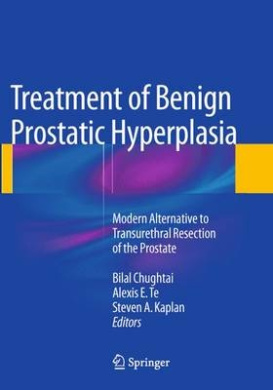 Treatment of Benign
Prostatic Hyperplasia
Modern Alternative to
Transurethral Resection
of the Prostate
Bilal Chughtai
Alexis E. Te
Steven A. Kaplan
Editors
Springer